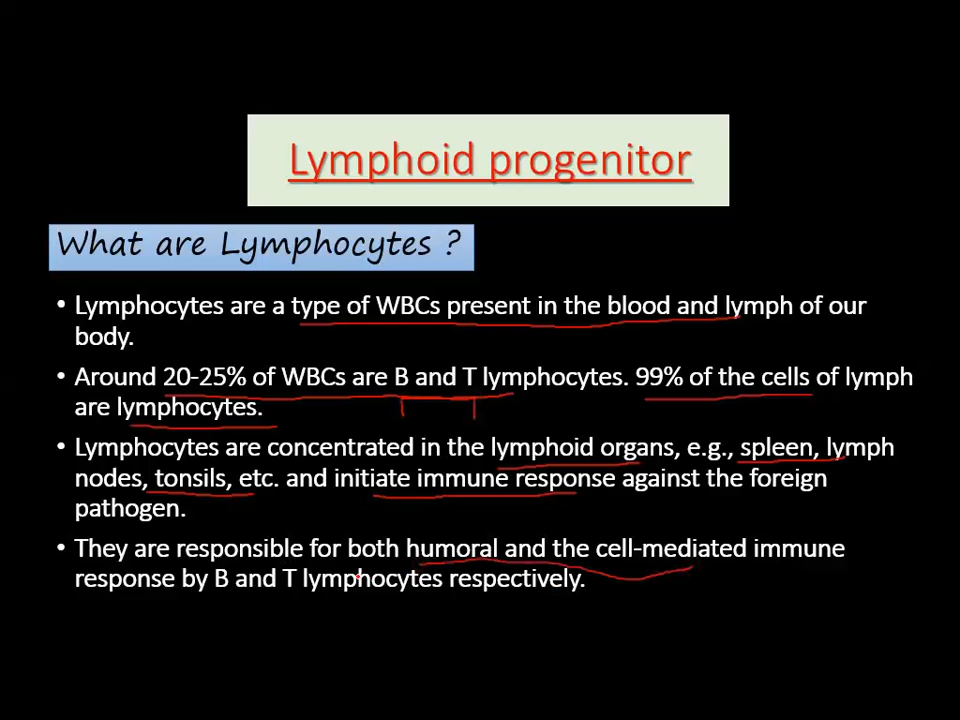 Lymphoid progenitor
What are Lymphocytes ?
• Lymphocytes are a type of WBCs present in the blood and lymph of our
body.
• Around 20-25% of WBCs are B and T lymphocytes. 99% of the cells of lymph
are lymphocytes.
• Lymphocytes are concentrated in the lymphoid organs, e.g., spleen, lymph
nodes, tonsils, etc. and initiate immune response against the foreign
pathogen.
• They are responsible for both humoral and the cell-mediated immune
response by B and T lymphocytes respectively.